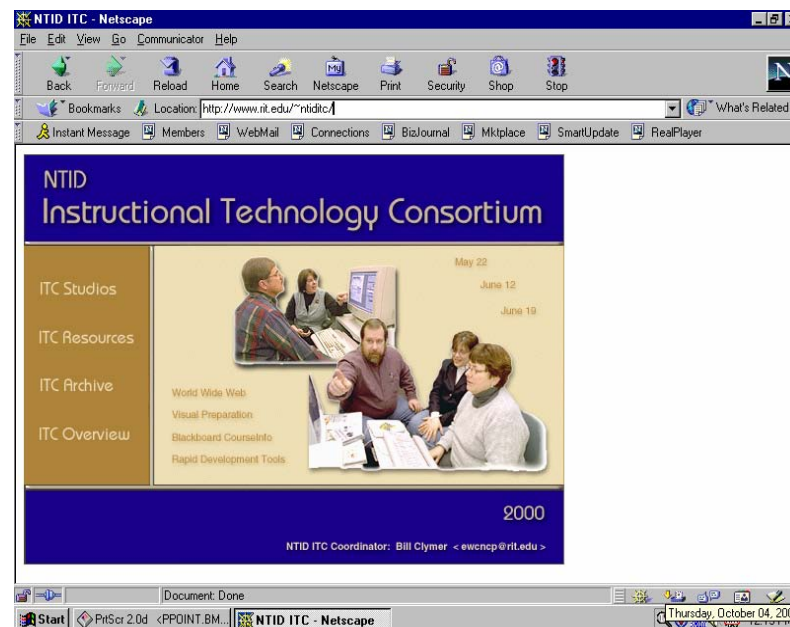 NTID ITC - Netscape
File Edit View Go Communicator Help
Back Forward Reload Home Search Netscape Print Security Shop Stop
Bookmarks Location: http://www.rit.edu/~ntiditc/ What's Related
Instant Message Members WebMail Connections BizJournal Mktplace SmartUpdate RealPlayer
NTID
Instructional Technology Consortium
May 22
June 12
June 19
ITC Studios
ITC Resources
ITC Archive
ITC Overview
World Wide Web
Visual Preparation
Blackboard CourseInfo
Rapid Development Tools
2000
NTID ITC Coordinator: Bill Clymer < ewcncp@rit.edu >
Document: Done
Start PrtScr 2.0d <PPOINT.BM... NTID ITC - Netscape
Thursday, October 04,